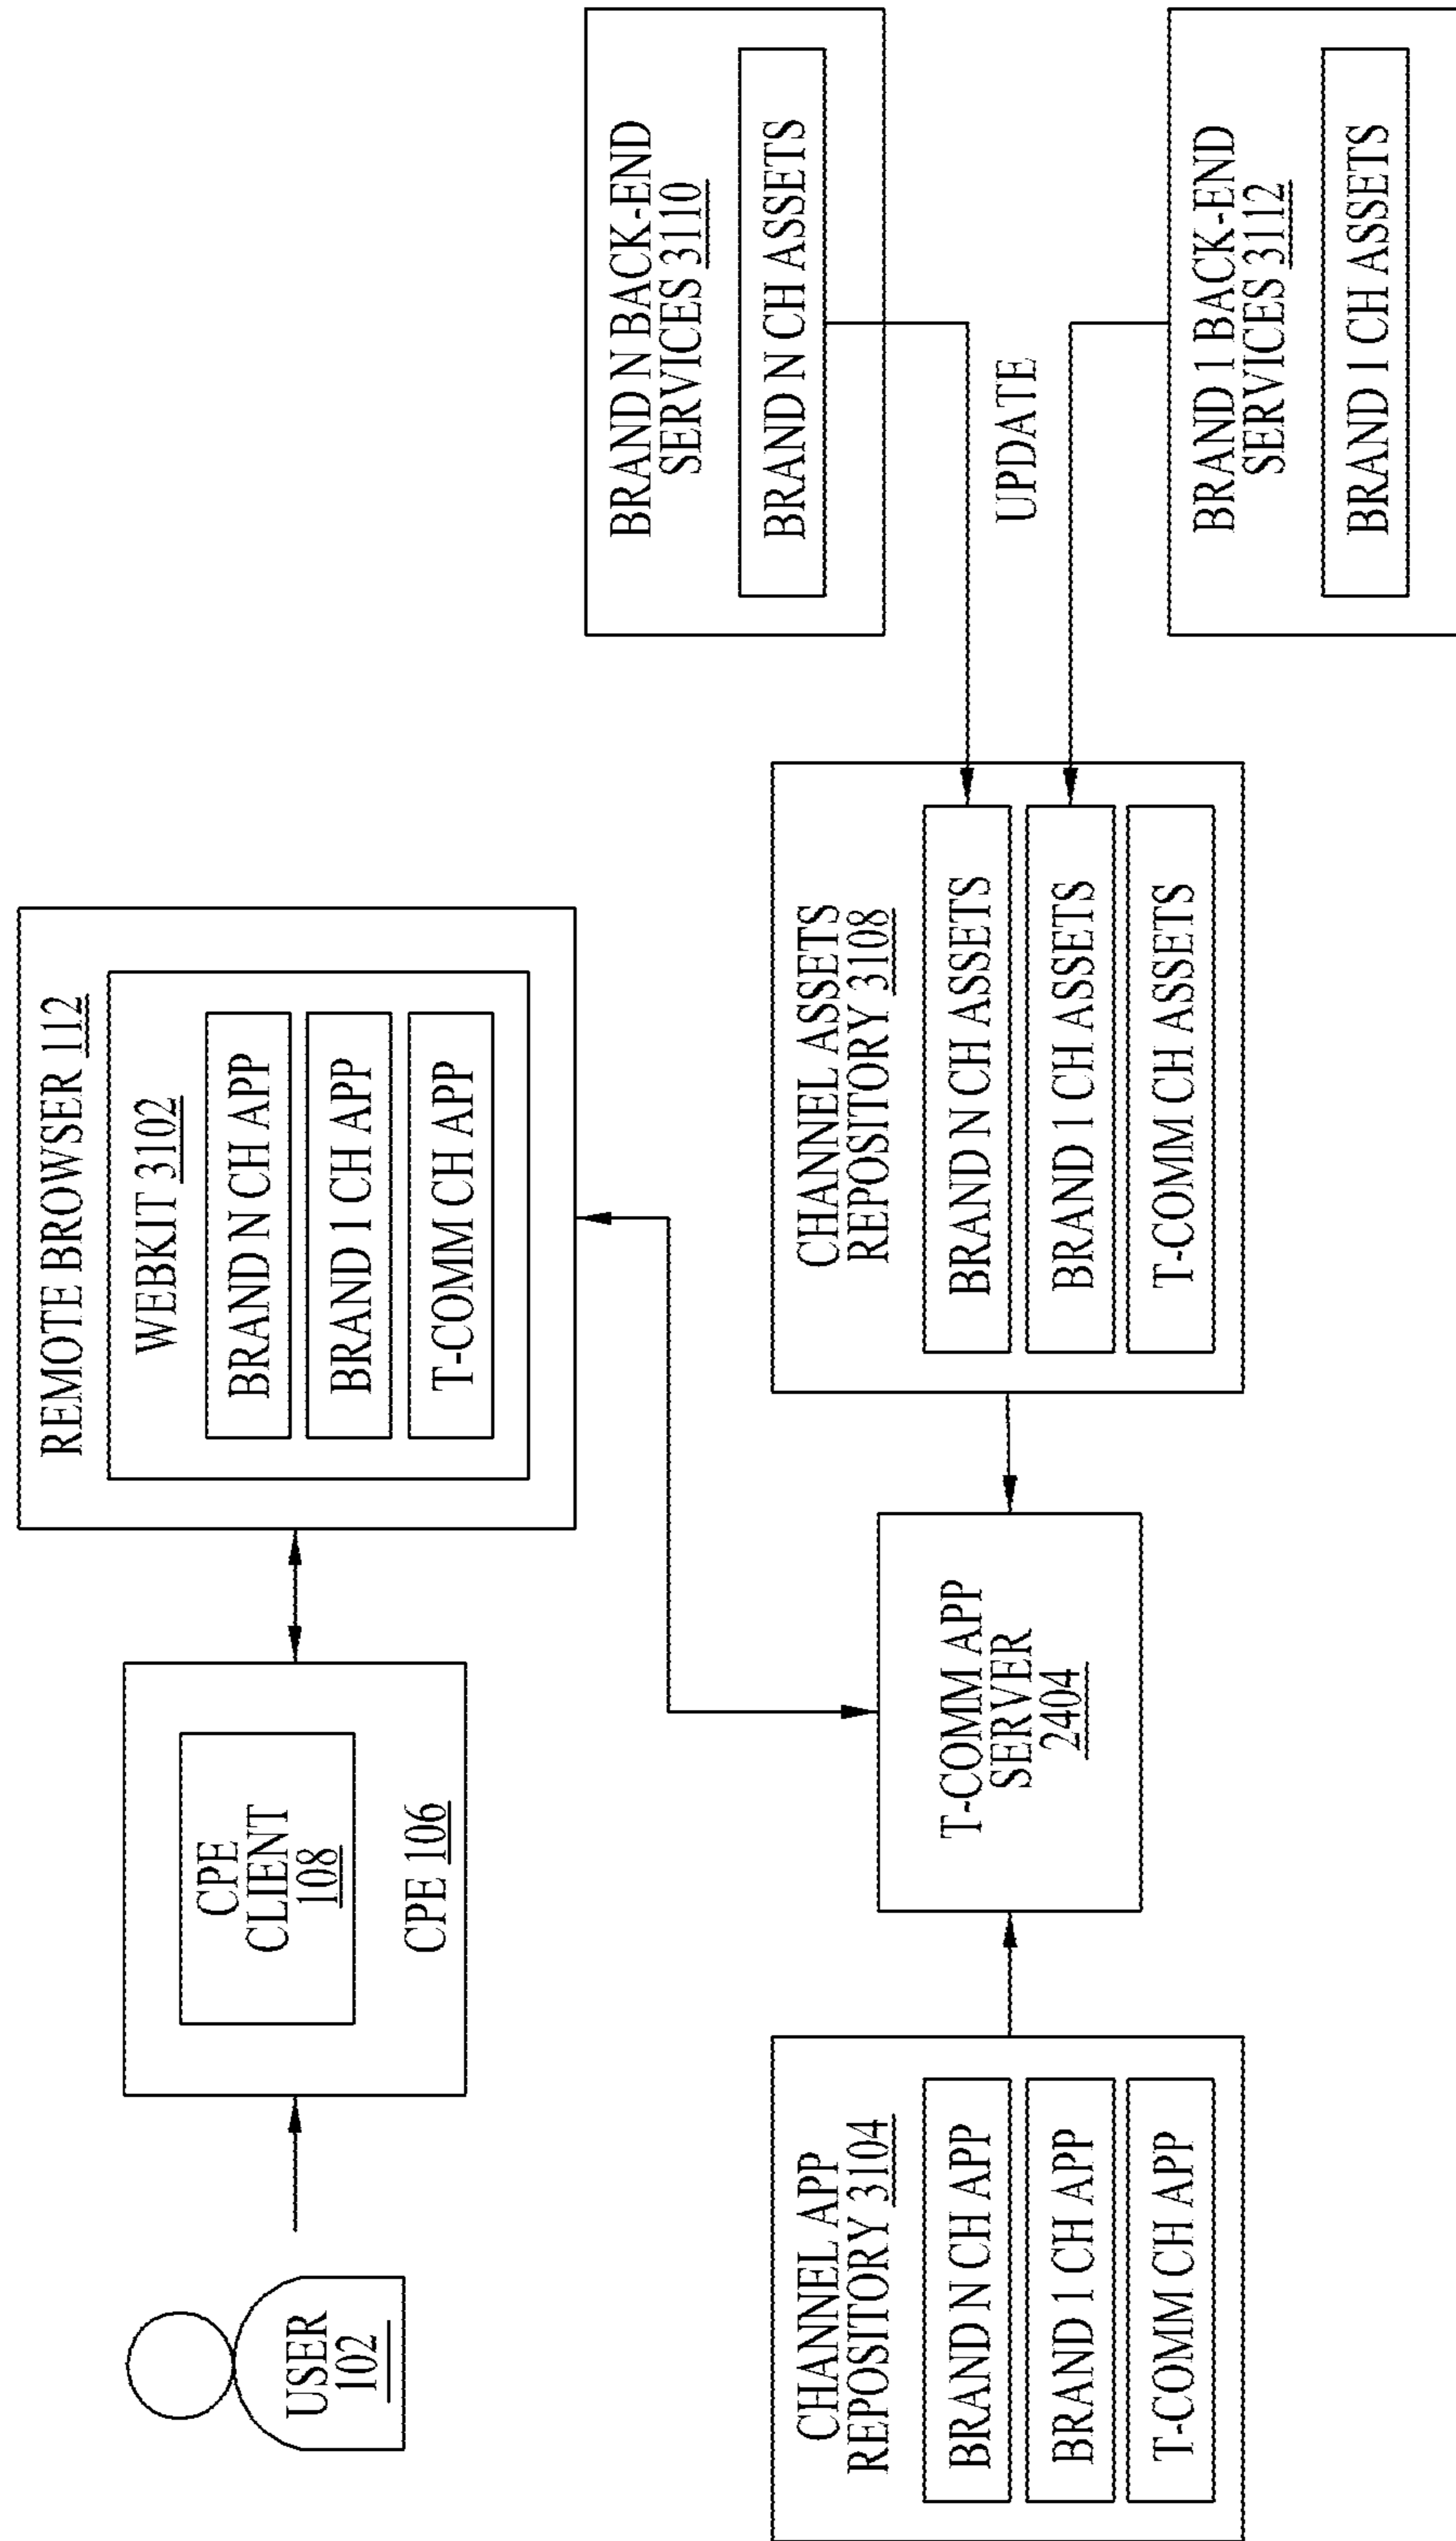 USER
102
CPE
CLIENT
108
CPE 106
REMOTE BROWSER 112
WEBKIT 3102
BRAND N CH APP
BRAND 1 CH APP
T-COMM CH APP
CHANNEL APP
REPOSITORY 3104
BRAND N CH APP
BRAND 1 CH APP
T-COMM CH APP
T-COMM APP
SERVER
2404
CHANNEL ASSETS
REPOSITORY 3108
BRAND N CH ASSETS
BRAND 1 CH ASSETS
T-COMM CH ASSETS
BRAND N BACK-END
SERVICES 3110
BRAND N CH ASSETS
UPDATE
BRAND 1 BACK-END
SERVICES 3112
BRAND 1 CH ASSETS